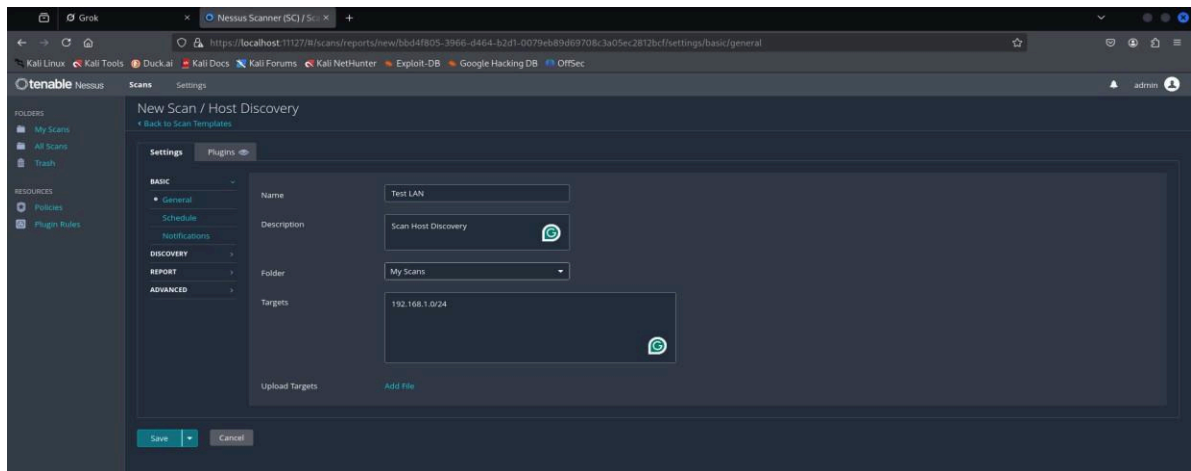 Grok
Nessus Scanner (SC) / Sc
https://localhost:11127/#/scans/reports/new/bbd4f805-3966-d464-b2d1-0079eb89d69708c3a05ec2812bcf/settings/basic/general
Kali Linux Kali Tools Duck.ai Kali Docs Kali Forums Kali NetHunter Exploit-DB Google Hacking DB OffSec
tenable Nessus Scans Settings admin
FOLDERS
My Scans
All Scans
Trash
RESOURCES
Policies
Plugin Rules
New Scan / Host Discovery
Back to Scan Templates
Settings Plugins
BASIC
General
Schedule
Notifications
DISCOVERY
REPORT
ADVANCED
Name Test LAN
Description Scan Host Discovery
Folder My Scans
Targets 192.168.1.0/24
Upload Targets Add File
Save Cancel